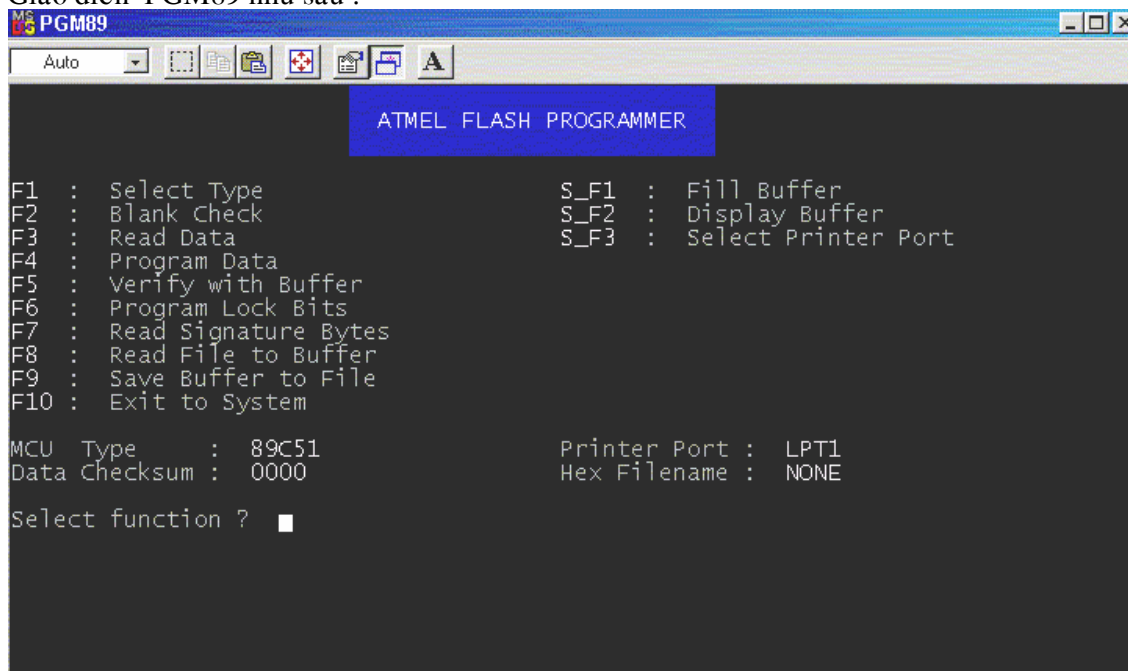 Giao diện PGM89 như sau :
PGM89
Auto
A
ATMEL FLASH PROGRAMMER
F1 : Select Type S_F1 : Fill Buffer
F2 : Blank Check S_F2 : Display Buffer
F3 : Read Data S_F3 : Select Printer Port
F4 : Program Data
F5 : Verify with Buffer
F6 : Program Lock Bits
F7 : Read Signature Bytes
F8 : Read File to Buffer
F9 : Save Buffer to File
F10 : Exit to System
MCU Type : 89C51 Printer Port : LPT1
Data Checksum : 0000 Hex Filename : NONE
Select function ?